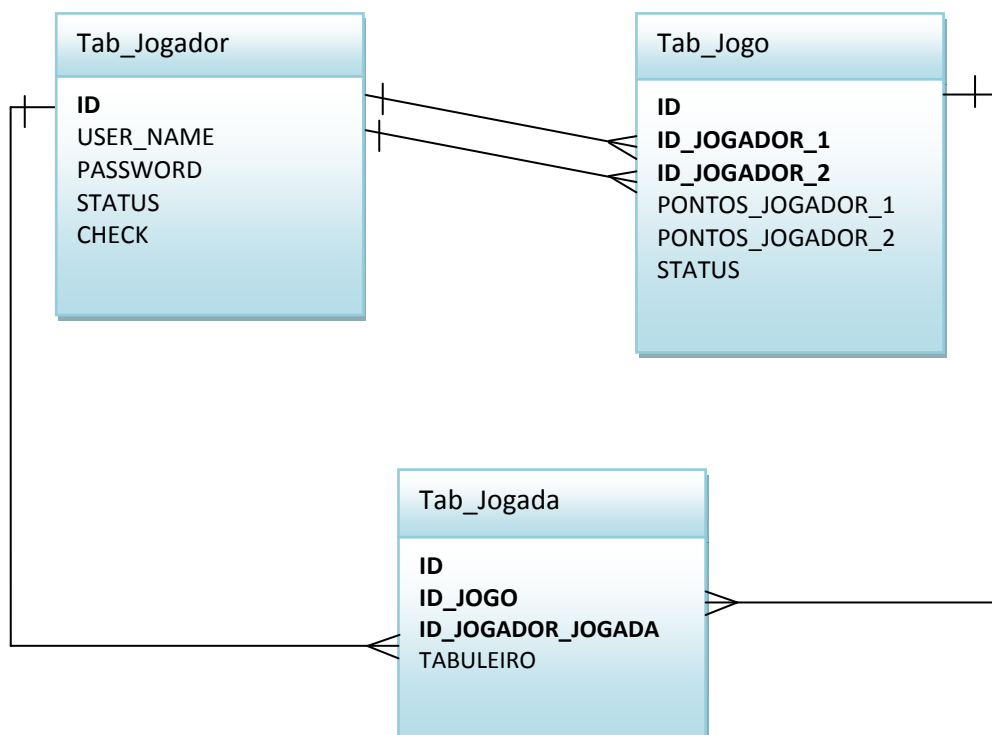 Tab_Jogador
ID
USER_NAME
PASSWORD
STATUS
CHECK
Tab_Jogo
ID
ID_JOGADOR_1
ID_JOGADOR_2
PONTOS_JOGADOR_1
PONTOS_JOGADOR_2
STATUS
Tab_Jogada
ID
ID_JOGO
ID_JOGADOR_JOGADA
TABULEIRO